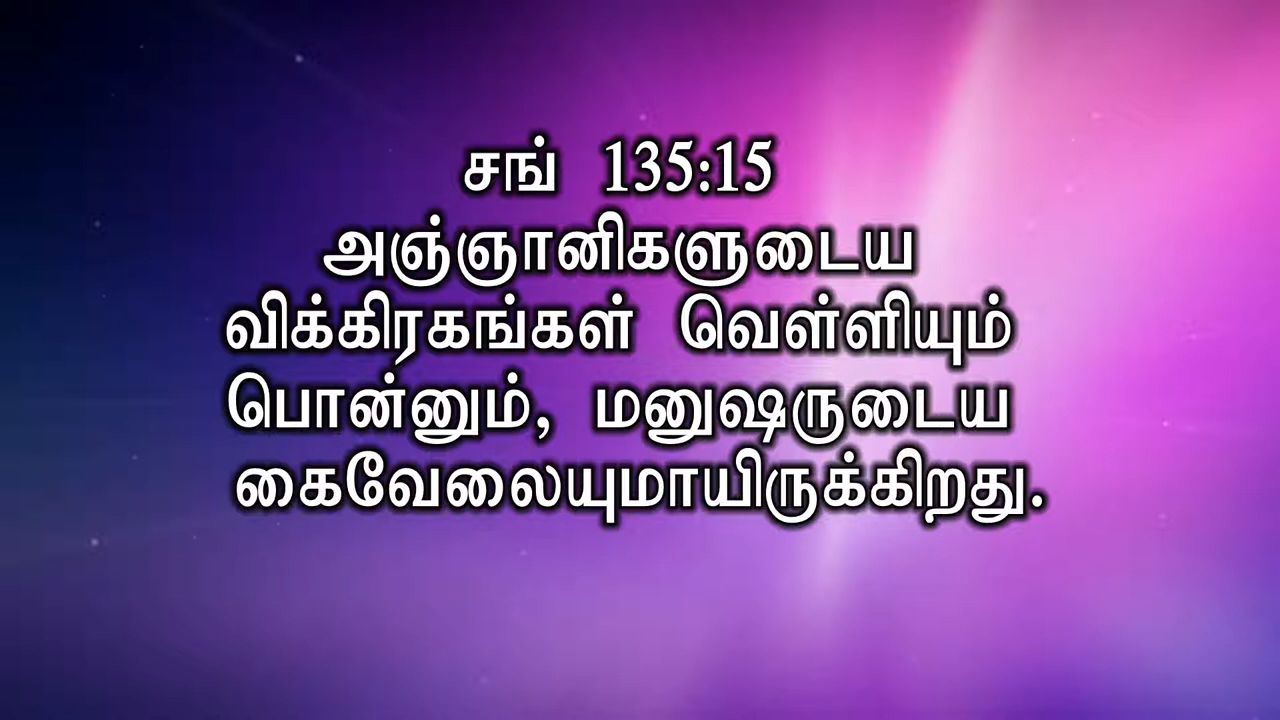 சங் 135:15
அஞ்ஞானிகளுடைய
விக்கிரகங்கள் வெள்ளியும்
பொன்னும், மனுஷருடைய
கைவேலையுமாயிருக்கிறது.